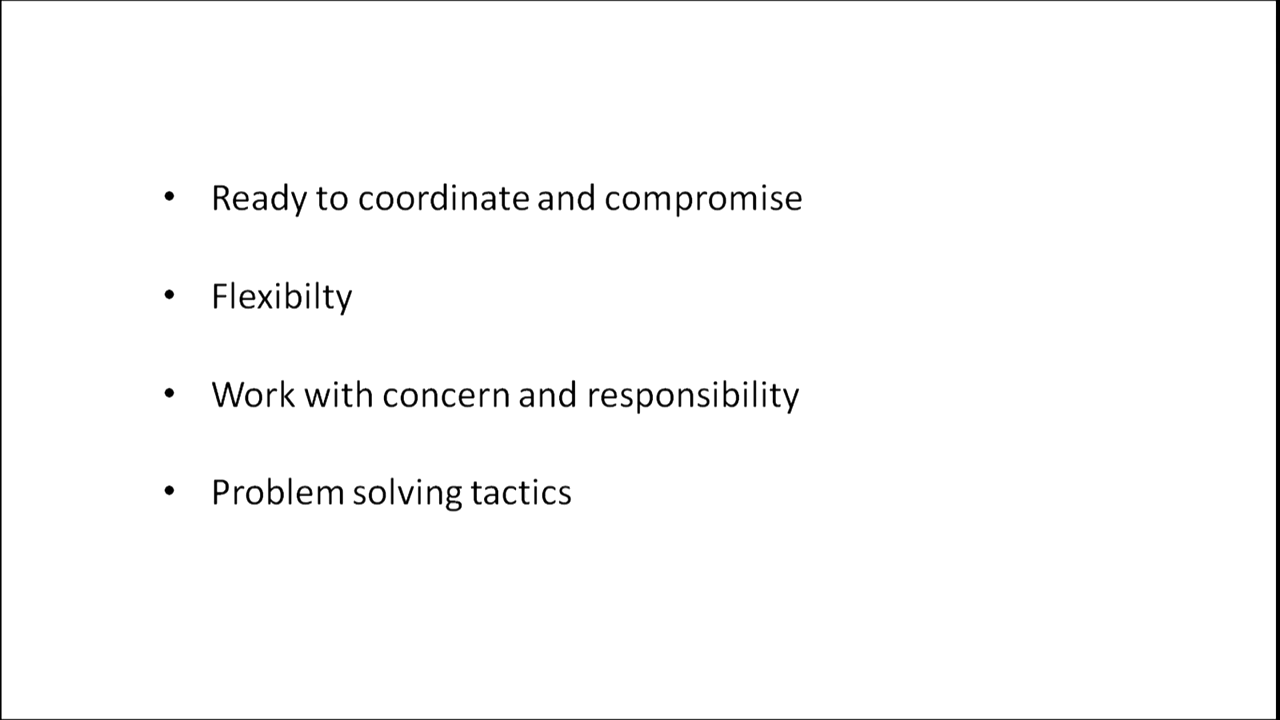 • Ready to coordinate and compromise
• Flexibilty
• Work with concern and responsibility
• Problem solving tactics